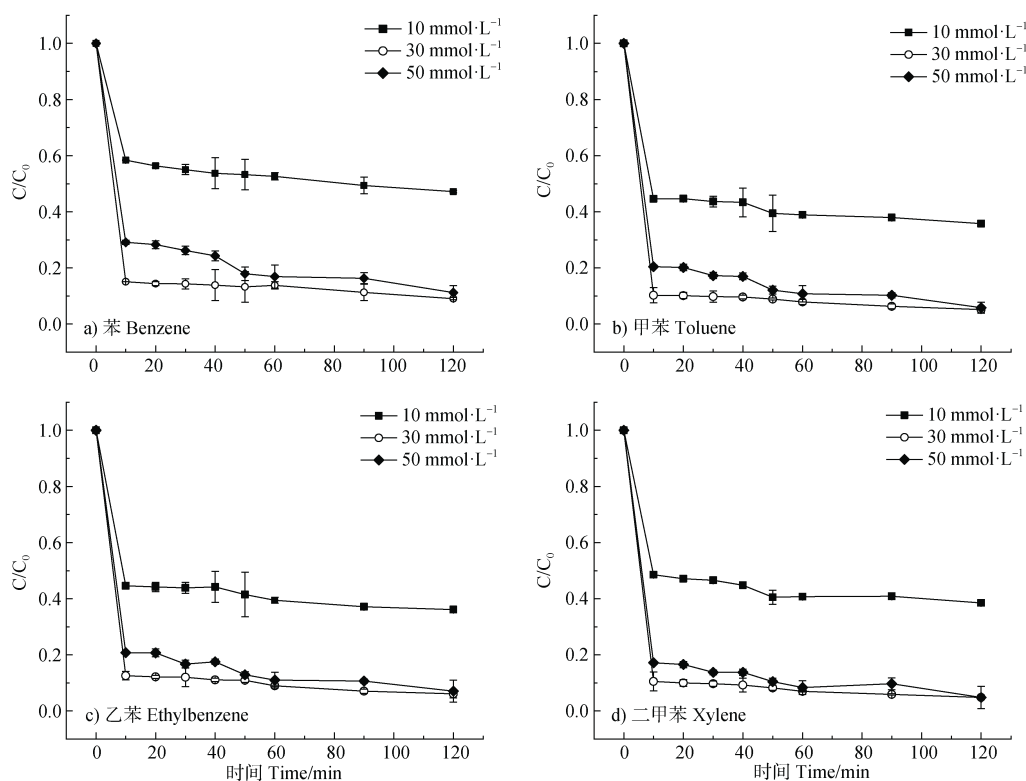 10 mmol·L⁻¹
30 mmol·L⁻¹
50 mmol·L⁻¹
1.0
0.8
0.6
0.4
0.2
0.0
C/C₀
a) 苯 Benzene
0 20 40 60 80 100 120
10 mmol·L⁻¹
30 mmol·L⁻¹
50 mmol·L⁻¹
1.0
0.8
0.6
0.4
0.2
0.0
C/C₀
b) 甲苯 Toluene
0 20 40 60 80 100 120
10 mmol·L⁻¹
30 mmol·L⁻¹
50 mmol·L⁻¹
1.0
0.8
0.6
0.4
0.2
0.0
C/C₀
c) 乙苯 Ethylbenzene
0 20 40 60 80 100 120
时间 Time/min
10 mmol·L⁻¹
30 mmol·L⁻¹
50 mmol·L⁻¹
1.0
0.8
0.6
0.4
0.2
0.0
C/C₀
d) 二甲苯 Xylene
0 20 40 60 80 100 120
时间 Time/min